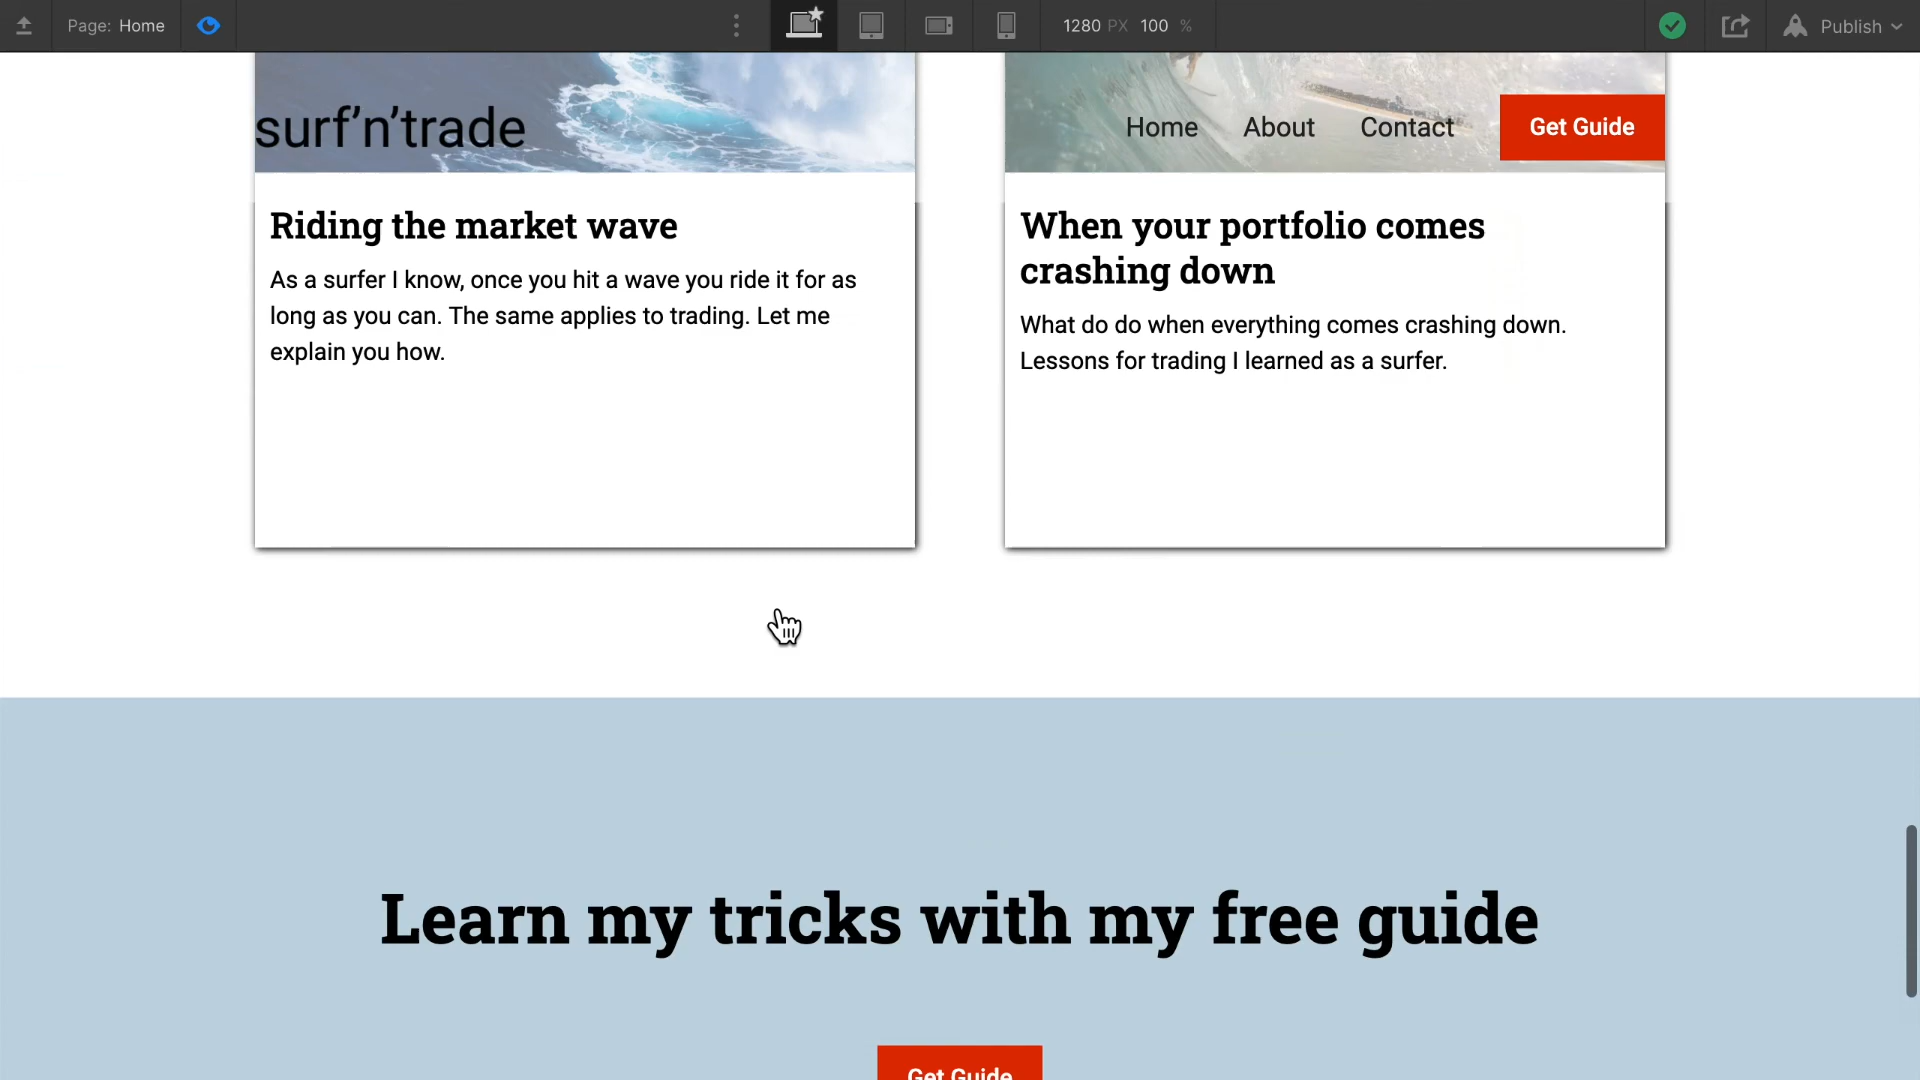 Page: Home
1280 PX 100 %
Publish
surf’n’trade
Home About Contact Get Guide
Riding the market wave
As a surfer I know, once you hit a wave you ride it for as
long as you can. The same applies to trading. Let me
explain you how.
When your portfolio comes
crashing down
What do do when everything comes crashing down.
Lessons for trading I learned as a surfer.
Learn my tricks with my free guide
Get Guide